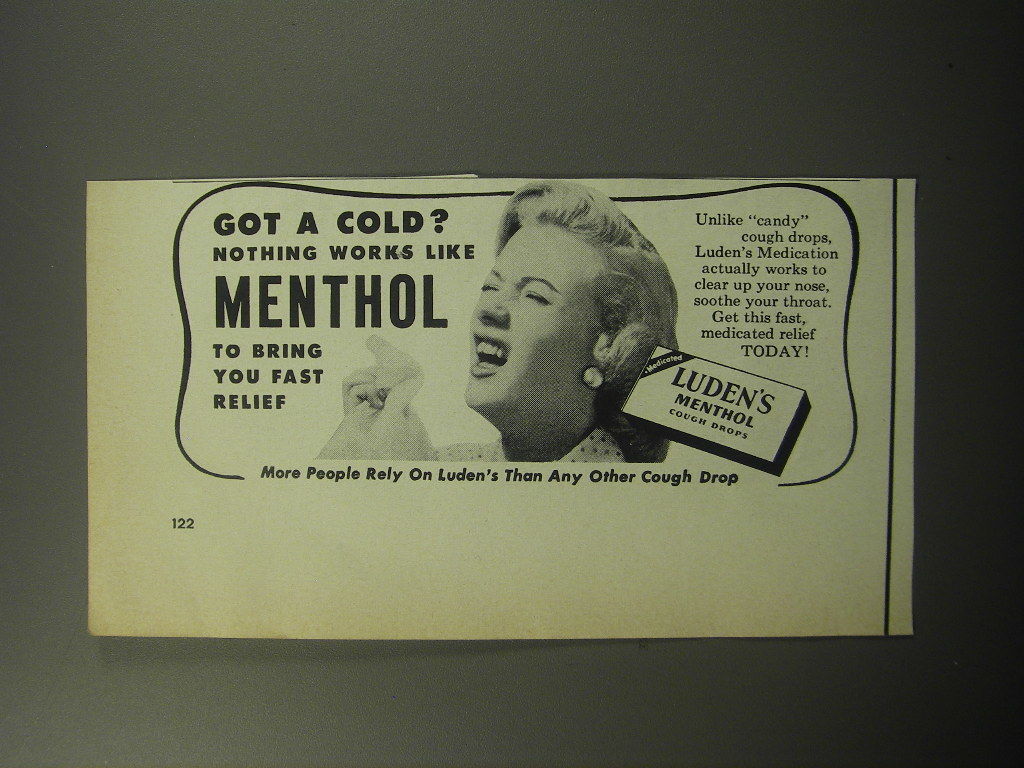 GOT A COLD?
NOTHING WORKS LIKE
MENTHOL
TO BRING
YOU FAST
RELIEF
Unlike "candy"
cough drops,
Luden's Medication
actually works to
clear up your nose,
soothe your throat.
Get this fast,
medicated relief
TODAY!
Medicated
LUDEN'S
MENTHOL
COUGH DROPS
More People Rely On Luden's Than Any Other Cough Drop
122